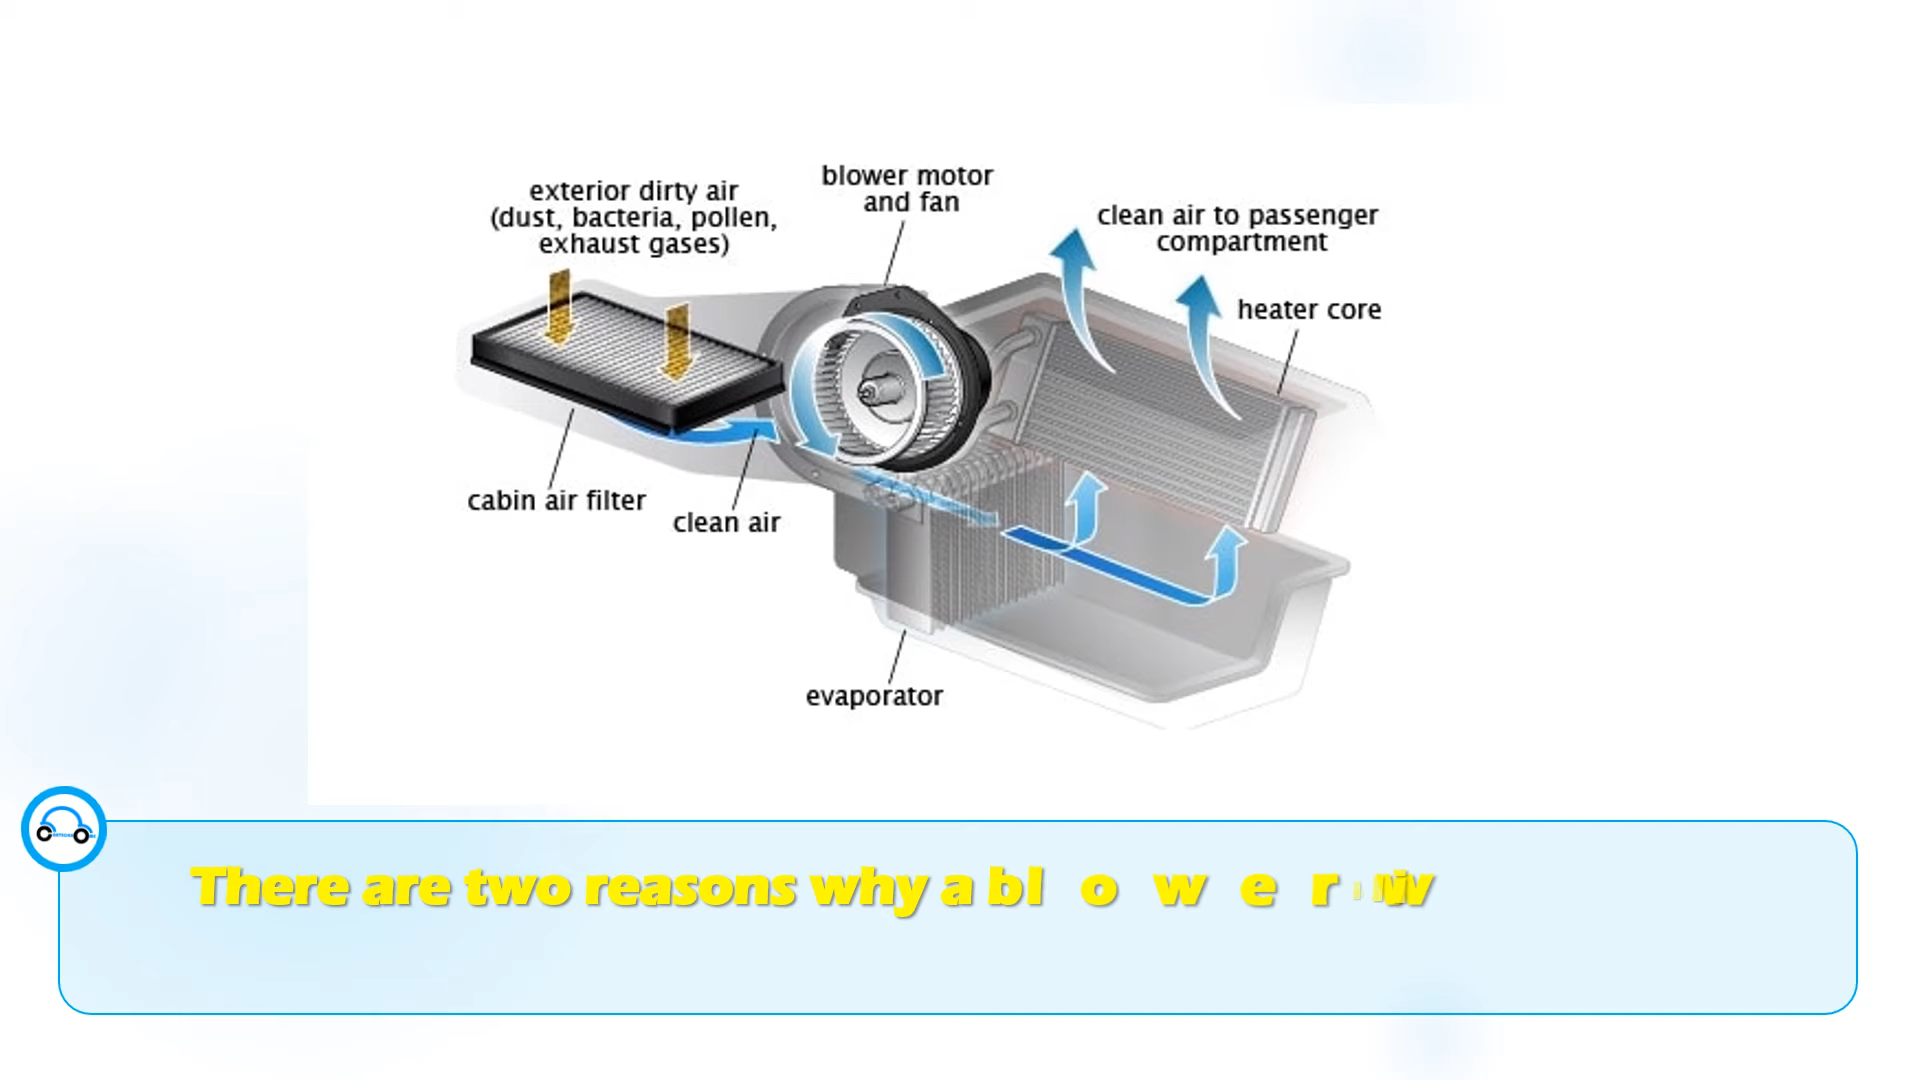 blower motor
and fan
exterior dirty air
(dust, bacteria, pollen,
exhaust gases)
clean air to passenger
compartment
heater core
cabin air filter
clean air
evaporator
There are two reasons why a blower